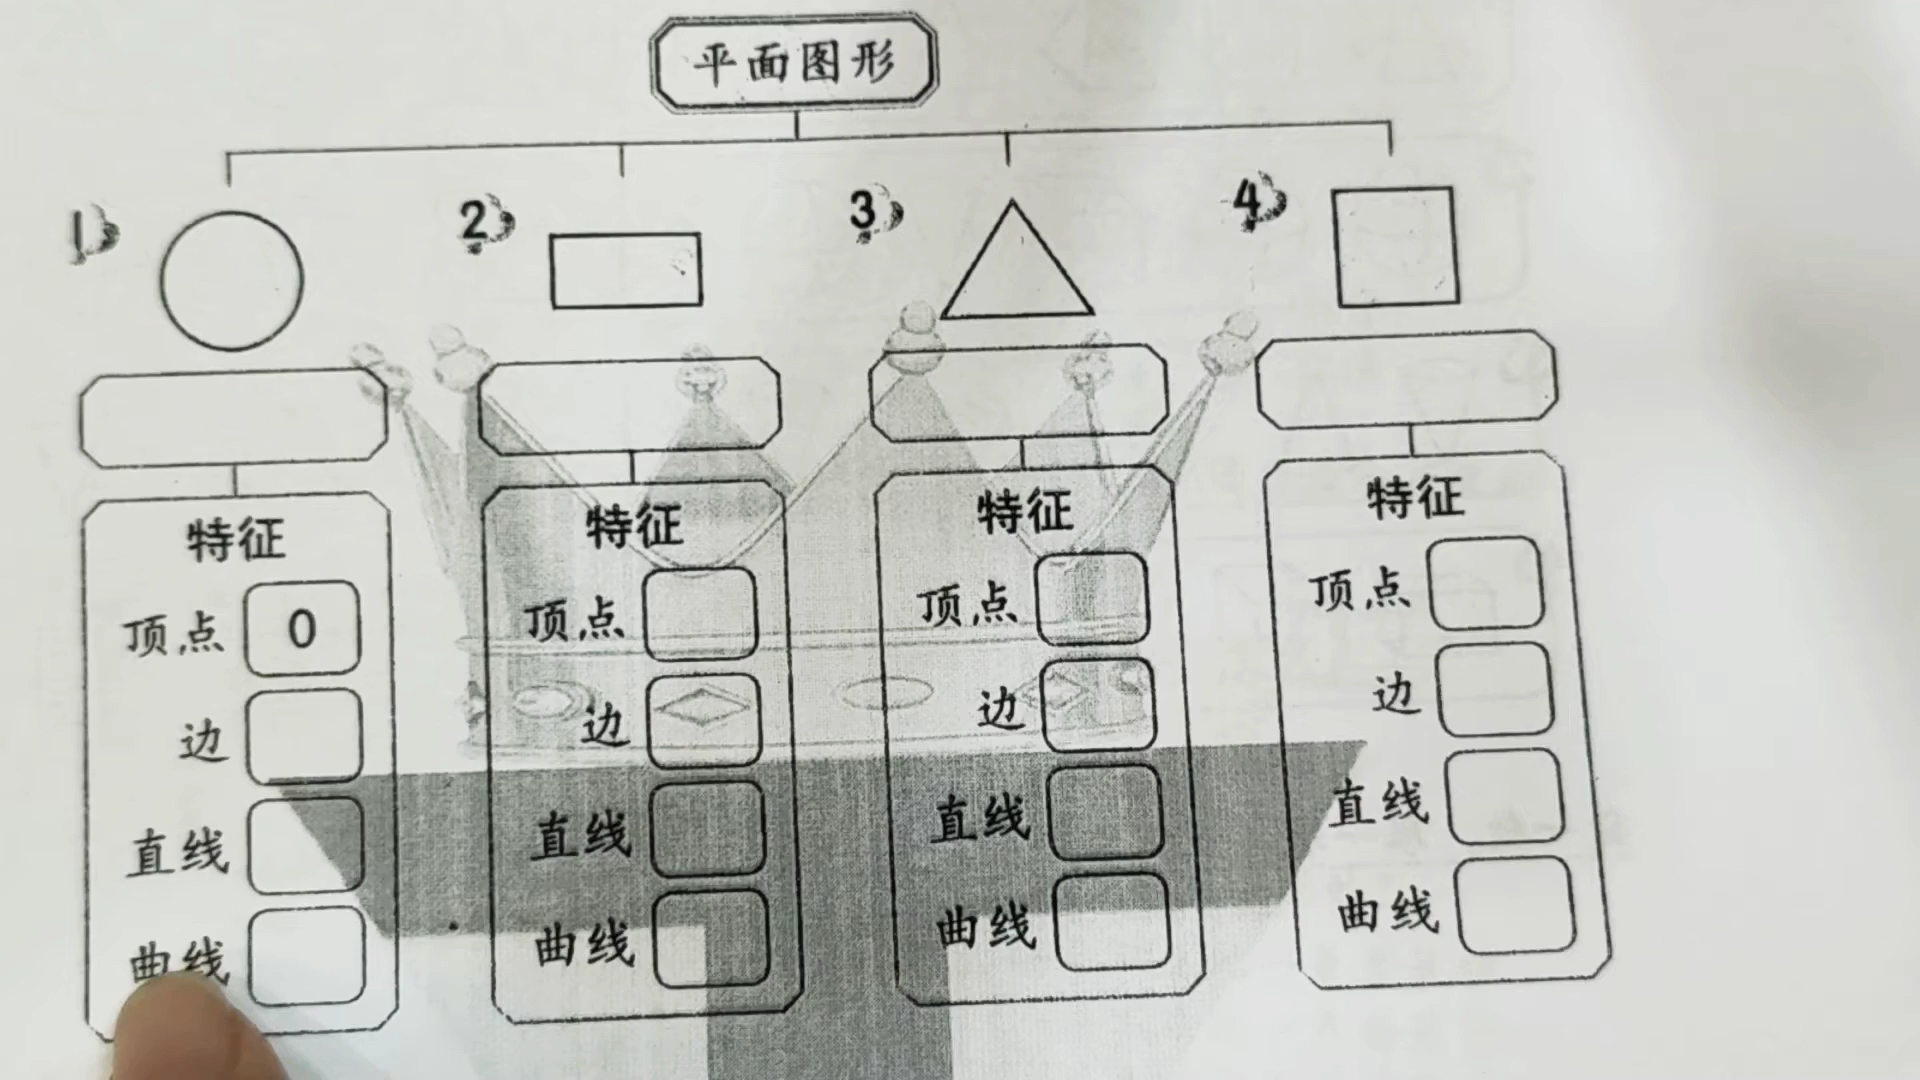 平面图形
1 2 3 4
特征 特征 特征 特征
顶点 0 顶点 顶点 顶点
边 边 边 边
直线 直线 直线 直线
曲线 曲线 曲线 曲线